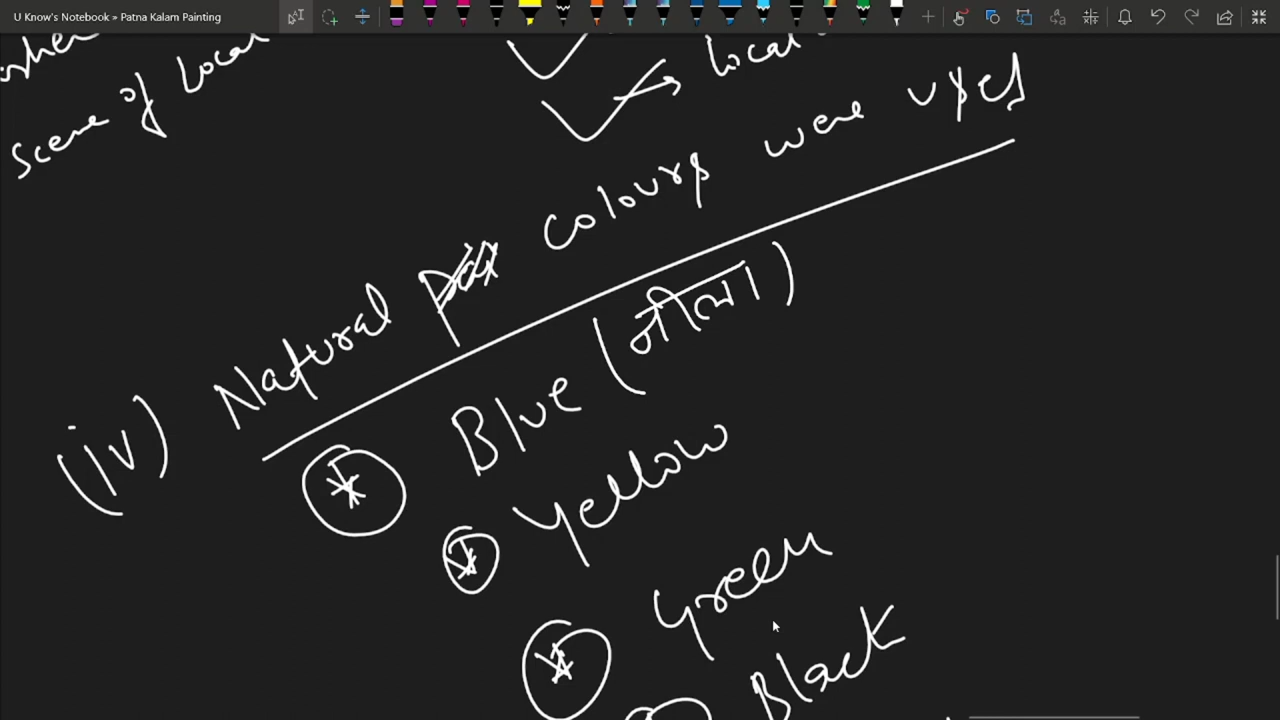 U Know's Notebook » Patna Kalam Painting
Scene of Local
Local
(iv) Natural colours were used
Blue (नीला)
Yellow
Green
Black